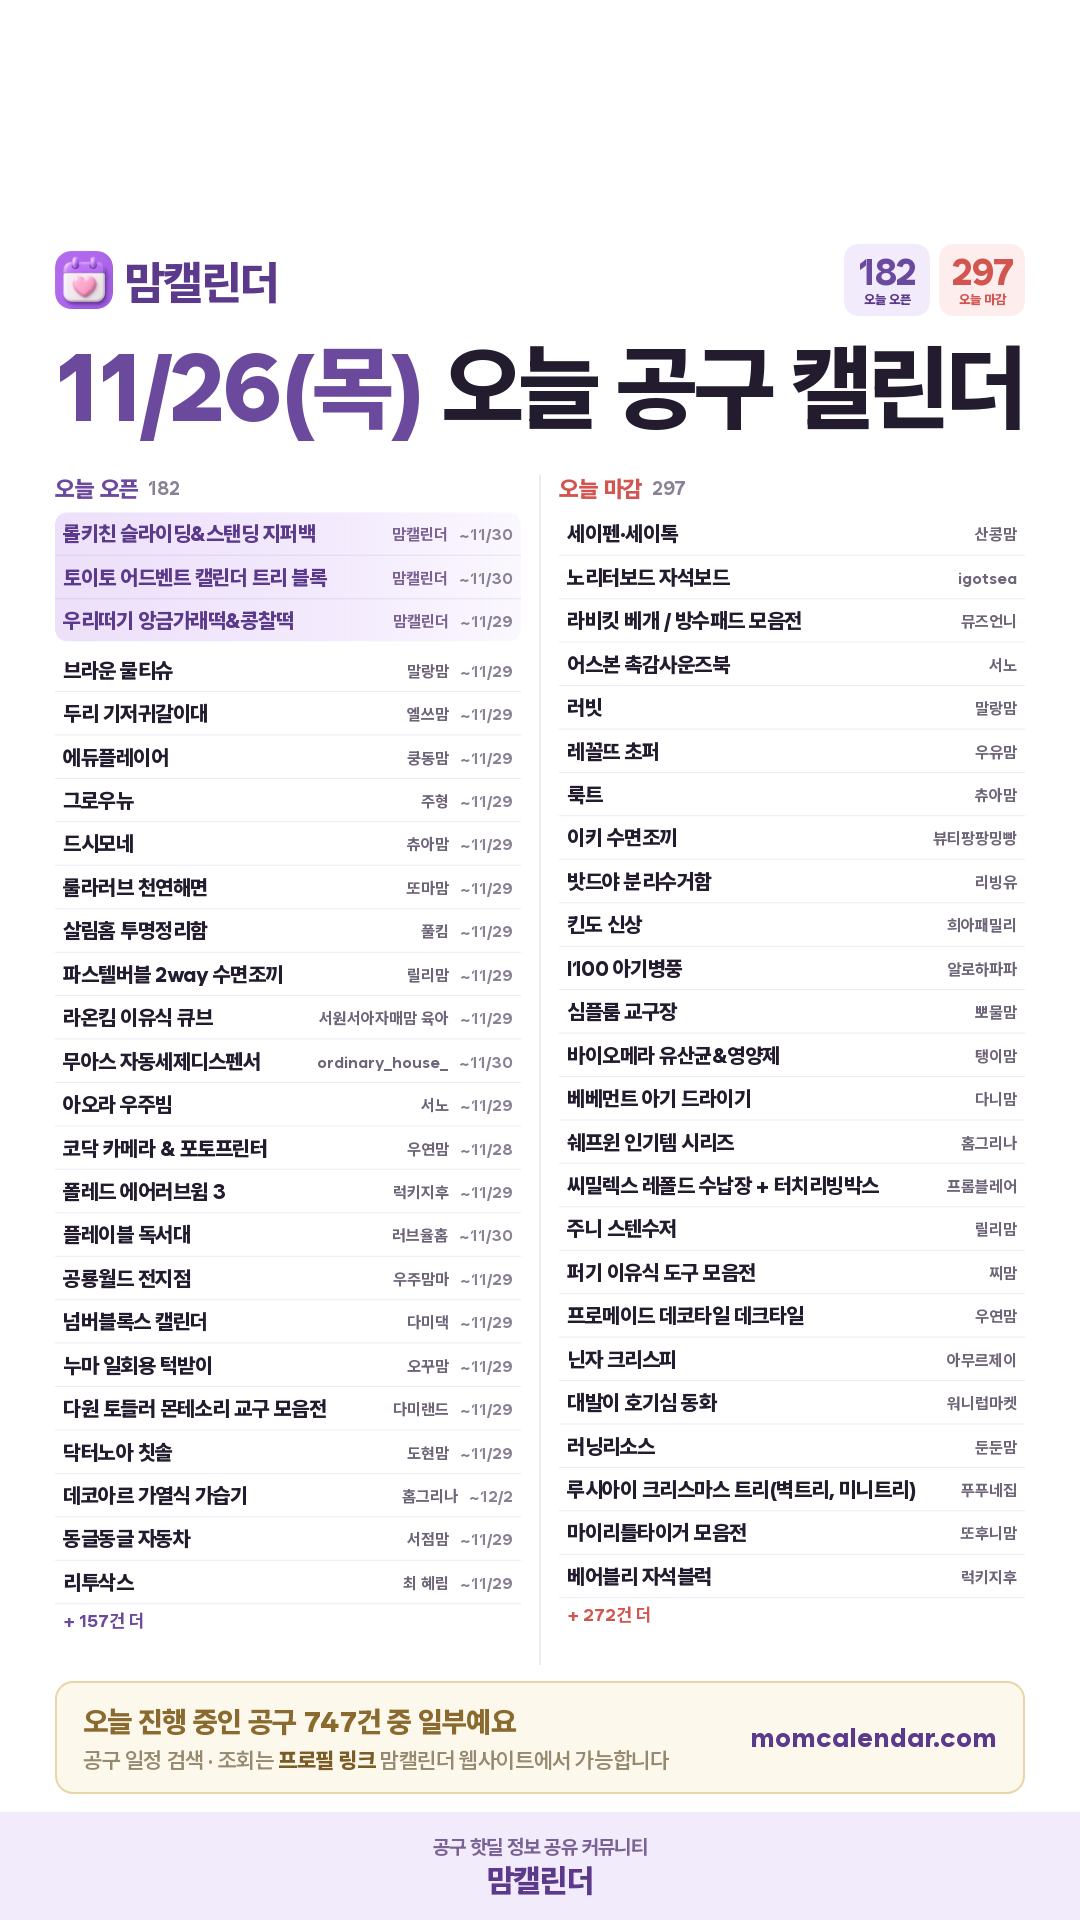 맘캘린더
182
오늘 오픈
297
오늘 마감
11/26(목) 오늘 공구 캘린더
오늘 오픈 182
롤키친 슬라이딩&스탠딩 지퍼백 맘캘린더 ~11/30
토이토 어드벤트 캘린더 트리 블록 맘캘린더 ~11/30
우리떠기 앙금가래떡&콩찰떡 맘캘린더 ~11/29
브라운 물티슈 말랑맘 ~11/29
두리 기저귀갈이대 엘쓰맘 ~11/29
에듀플레이어 쿵동맘 ~11/29
그로우뉴 주형 ~11/29
드시모네 츄아맘 ~11/29
룰라러브 천연해면 또마맘 ~11/29
살림홈 투명정리함 풀킴 ~11/29
파스텔버블 2way 수면조끼 릴리맘 ~11/29
라온킴 이유식 큐브 서원서아자매맘 육아 ~11/29
무아스 자동세제디스펜서 ordinary_house_ ~11/30
아오라 우주빔 서노 ~11/29
코닥 카메라 & 포토프린터 우연맘 ~11/28
폴레드 에어러브윔 3 럭키지후 ~11/29
플레이블 독서대 러브율홈 ~11/30
공룡월드 전지점 우주맘마 ~11/29
넘버블록스 캘린더 다미댁 ~11/29
누마 일회용 턱받이 오꾸맘 ~11/29
다원 토들러 몬테소리 교구 모음전 다미랜드 ~11/29
닥터노아 칫솔 도현맘 ~11/29
데코아르 가열식 가습기 홈그리나 ~12/2
동글동글 자동차 서점맘 ~11/29
리투삭스 최 혜림 ~11/29
+ 157건 더
오늘 마감 297
세이펜·세이톡 산콩맘
노리터보드 자석보드 igotsea
라비킷 베개 / 방수패드 모음전 뮤즈언니
어스본 촉감사운즈북 서노
러빗 말랑맘
레꼴뜨 초퍼 우유맘
룩트 츄아맘
이키 수면조끼 뷰티팡팡밍빵
밧드야 분리수거함 리빙유
킨도 신상 희아패밀리
I100 아기병풍 알로하파파
심플룸 교구장 뽀물맘
바이오메라 유산균&영양제 탱이맘
베베먼트 아기 드라이기 다니맘
쉐프윈 인기템 시리즈 홈그리나
씨밀렉스 레폴드 수납장 + 터치리빙박스 프롬블레어
주니 스텐수저 릴리맘
퍼기 이유식 도구 모음전 찌맘
프로메이드 데코타일 데크타일 우연맘
닌자 크리스피 아무르제이
대발이 호기심 동화 워니럽마켓
러닝리소스 둔둔맘
루시아이 크리스마스 트리(벽트리, 미니트리) 푸푸네집
마이리틀타이거 모음전 또후니맘
베어블리 자석블럭 럭키지후
+ 272건 더
오늘 진행 중인 공구 747건 중 일부예요
공구 일정 검색 · 조회는 프로필 링크 맘캘린더 웹사이트에서 가능합니다
momcalendar.com
공구 핫딜 정보 공유 커뮤니티
맘캘린더